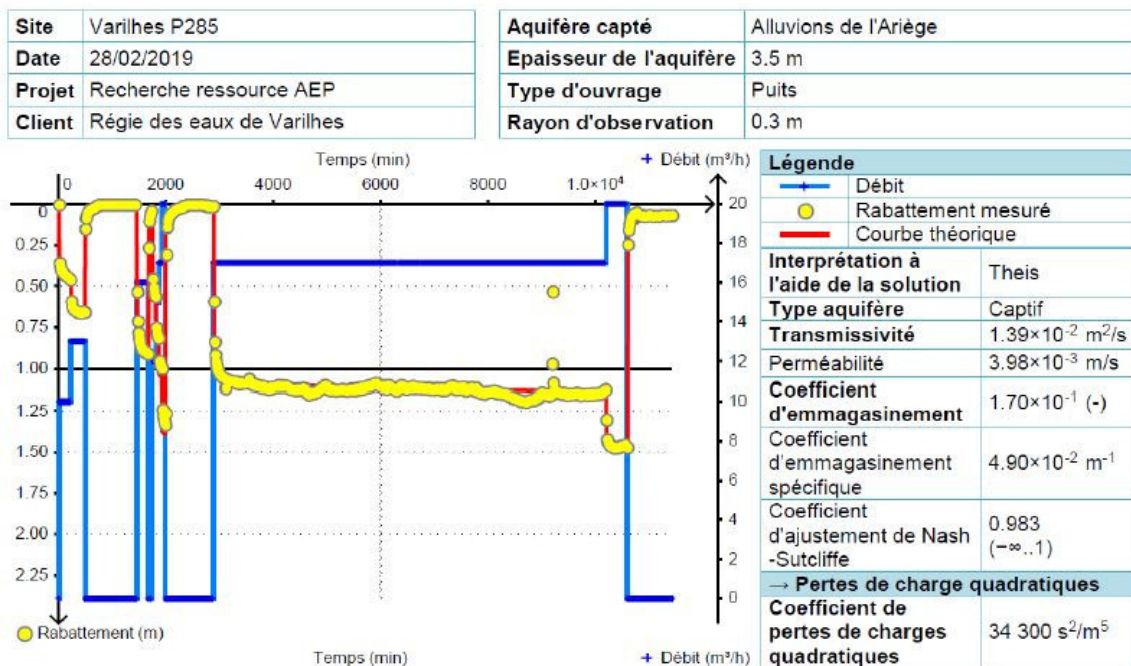 Site Varilhes P285
Date 28/02/2019
Projet Recherche ressource AEP
Client Régie des eaux de Varilhes
Aquifère capté Alluvions de l'Ariège
Epaisseur de l'aquifère 3.5 m
Type d'ouvrage Puits
Rayon d'observation 0.3 m
Temps (min)
+ Débit (m³/h)
0 2000 4000 6000 8000 1.0×10⁴
0
0.25
0.50
0.75
1.00
1.25
1.50
1.75
2.00
2.25
Rabattement (m)
20
18
16
14
12
10
8
6
4
2
0
Temps (min)
+ Débit (m³/h)
Légende
Débit
Rabattement mesuré
Courbe théorique
Interprétation à
l'aide de la solution
Theis
Type aquifère Captif
Transmissivité 1.39×10⁻² m²/s
Perméabilité 3.98×10⁻³ m/s
Coefficient
d'emmagasinement
1.70×10⁻¹ (-)
Coefficient
d'emmagasinement
spécifique
4.90×10⁻² m⁻¹
Coefficient
d'ajustement de Nash
-Sutcliffe
0.983
(−∞..1)
→ Pertes de charge quadratiques
Coefficient de
pertes de charges
quadratiques
34 300 s²/m⁵